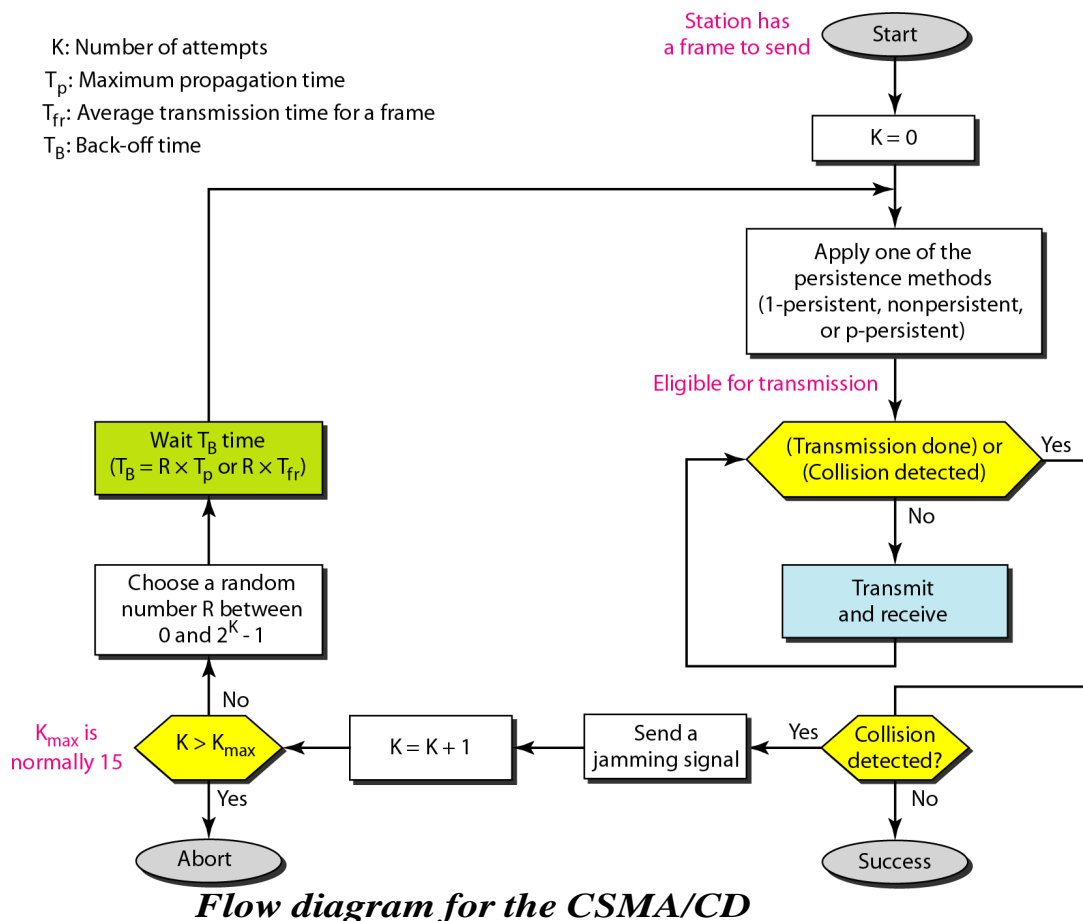 K: Number of attempts
Tp: Maximum propagation time
Tfr: Average transmission time for a frame
TB: Back-off time
Station has
a frame to send
Start
K = 0
Apply one of the
persistence methods
(1-persistent, nonpersistent,
or p-persistent)
Eligible for transmission
(Transmission done) or
(Collision detected)
Yes
No
Transmit
and receive
Wait TB time
(TB = R × Tp or R × Tfr)
Choose a random
number R between
0 and 2^K - 1
No
Kmax is
normally 15
K > Kmax
Yes
Abort
K = K + 1
Send a
jamming signal
Yes
Collision
detected?
No
Success
Flow diagram for the CSMA/CD